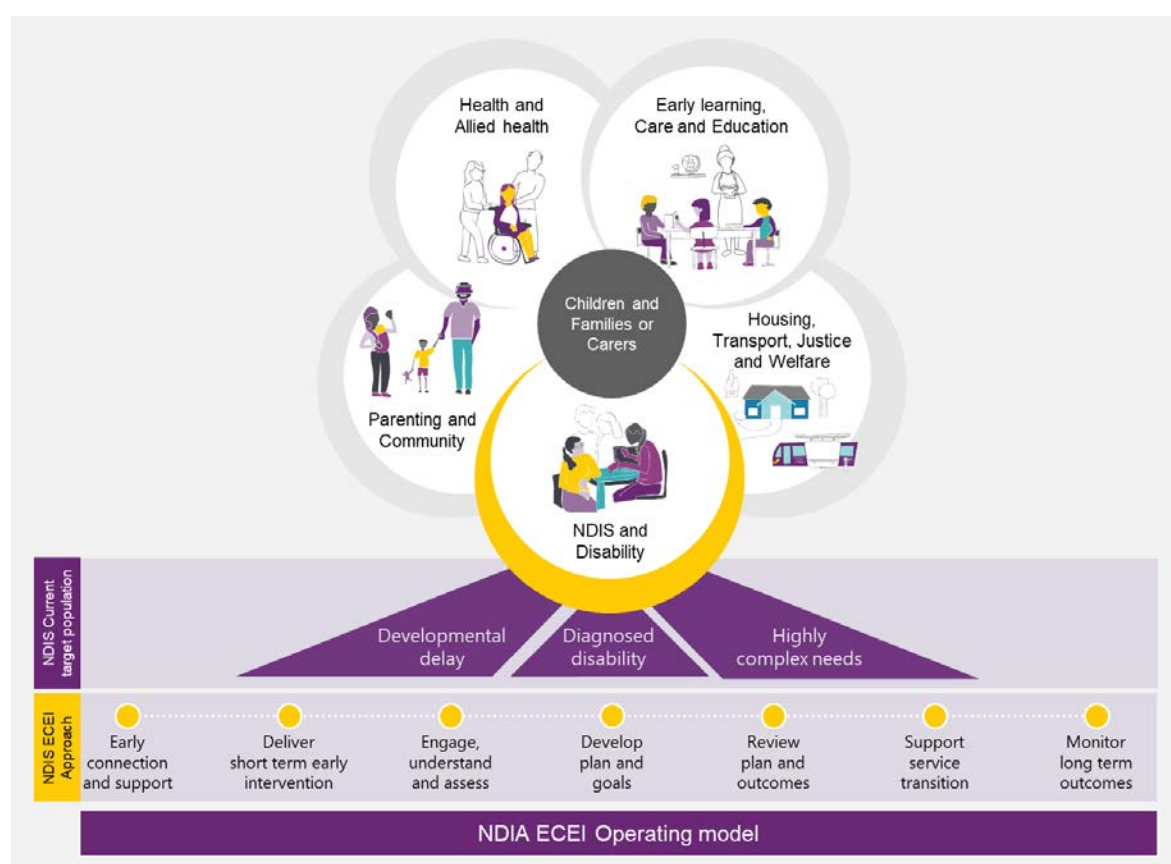 Health and
Allied health
Early learning,
Care and Education
Children and
Families or
Carers
Parenting and
Community
Housing,
Transport, Justice
and Welfare
NDIS and
Disability
NDIS Current
target population
Developmental
delay
Diagnosed
disability
Highly
complex needs
NDIS ECEI
Approach
Early
connection
and support
Deliver
short term early
intervention
Engage,
understand
and assess
Develop
plan and
goals
Review
plan and
outcomes
Support
service
transition
Monitor
long term
outcomes
NDIA ECEI Operating model